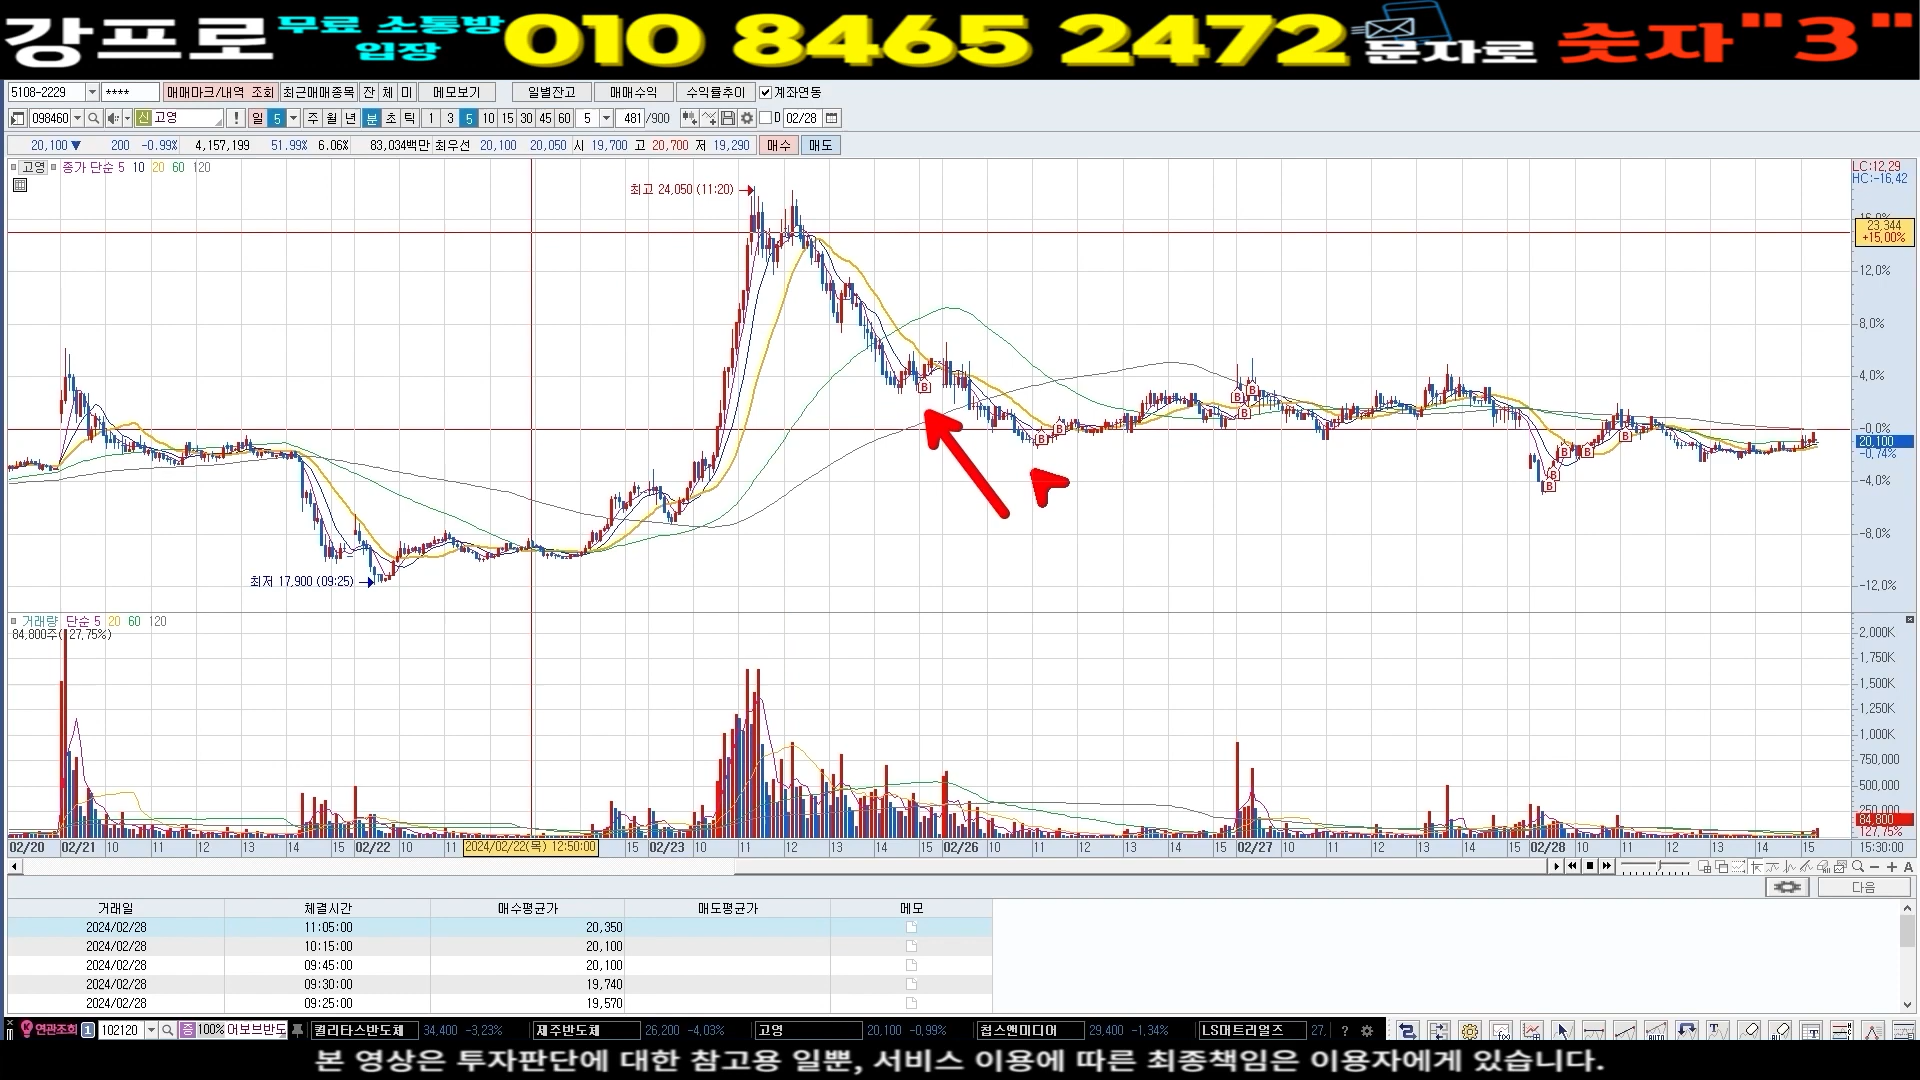 강프로 무료 소통방 입장 010 8465 2472 문자로 숫자"3"
5108-2229 **** 매매마크/내역 조회 최근매매종목 잔 체 미 메모보기 일별잔고 매매수익 수익률추이 계좌연동
098460 신 고영 ! 일 5 주 월 년 분 초 틱 1 3 5 10 15 30 45 60 5 481 /900 D 02/28
20,100 ▼ 200 -0.99% 4,157,199 51.99% 6.06% 83,034백만 최우선 20,100 20,050 시 19,700 고 20,700 저 19,290 매수 매도
고영 종가 단순 5 10 20 60 120
LC:12.29
HC:-16.42
최고 24,050 (11:20)
16.0%
23,344
+15.00%
12.0%
8.0%
4.0%
-0.0%
20,100
-0.74%
-4.0%
-8.0%
-12.0%
B B B B B B B B B B B
최저 17,900 (09:25)
거래량 단순 5 20 60 120
84,800주( 27.75%)
2,000K
1,750K
1,500K
1,250K
1,000K
750,000
500,000
250,000
84,800
127.75%
02/20 02/21 10 11 12 13 14 15 02/22 10 11 2024/02/22(목) 12:50:00 15 02/23 11 12 13 14 15 02/26 10 11 12 13 14 15 02/27 11 12 13 14 15 02/28 10 11 12 13 14 15 15:30:00
다음
거래일 체결시간 매수평균가 매도평균가 메모
2024/02/28 11:05:00 20,350
2024/02/28 10:15:00 20,100
2024/02/28 09:45:00 20,100
2024/02/28 09:30:00 19,740
2024/02/28 09:25:00 19,570
연관조회 1 102120 증 100% 어보브반도 퀄리타스반도체 34,400 -3.23% 제주반도체 26,200 -4.03% 고영 20,100 -0.99% 칩스앤미디어 29,400 -1.34% LS머트리얼즈 27,
본 영상은 투자판단에 대한 참고용 일뿐, 서비스 이용에 따른 최종책임은 이용자에게 있습니다.